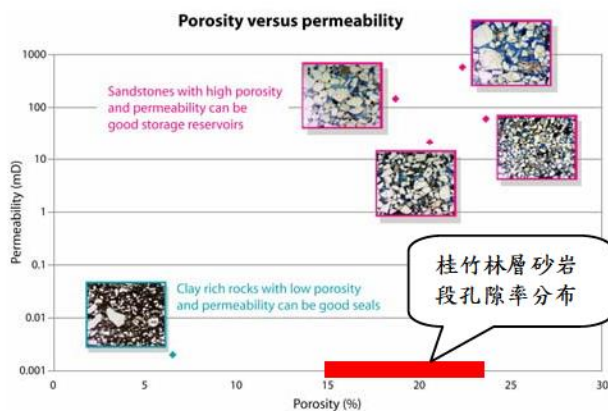 Porosity versus permeability
1000
100
10
1
0.1
0.01
0.001
Permeability (mD)
Sandstones with high porosity
and permeability can be
good storage reservoirs
Clay rich rocks with low porosity
and permeability can be good seals
桂竹林層砂岩
段孔隙率分布
0
5
10
15
20
25
30
Porosity (%)